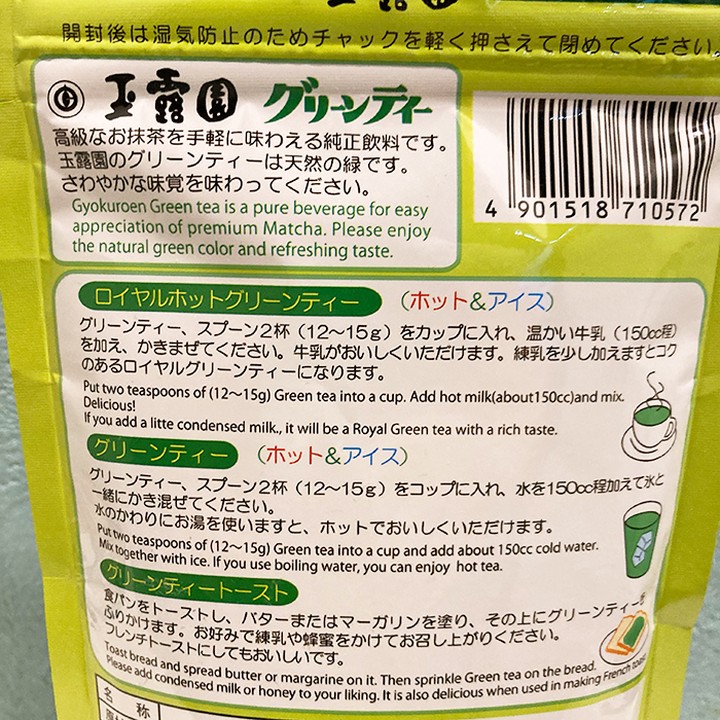 玉露園
開封後は湿気防止のためチャックを軽く押さえて閉めてください。
玉露園 グリーンティー
高級なお抹茶を手軽に味わえる純正飲料です。
玉露園のグリーンティーは天然の緑です。
さわやかな味覚を味わってください。
Gyokuroen Green tea is a pure beverage for easy
appreciation of premium Matcha. Please enjoy
the natural green color and refreshing taste.
4 901518 710572
ロイヤルホットグリーンティー （ホット&アイス）
グリーンティー、スプーン2杯（12〜15g）をカップに入れ、温かい牛乳（150cc程）
を加え、かきまぜてください。牛乳がおいしくいただけます。練乳を少し加えますとコク
のあるロイヤルグリーンティーになります。
Put two teaspoons of (12〜15g) Green tea into a cup. Add hot milk(about150cc)and mix.
Delicious!
If you add a litte condensed milk., it will be a Royal Green tea with a rich taste.
グリーンティー （ホット&アイス）
グリーンティー、スプーン2杯（12〜15g）をコップに入れ、水を150cc程加えて氷と
一緒にかき混ぜてください。
水のかわりにお湯を使いますと、ホットでおいしくいただけます。
Put two teaspoons of (12〜15g) Green tea into a cup and add about 150cc cold water.
Mix together with ice. If you use boiling water, you can enjoy hot tea.
グリーンティートースト
食パンをトーストし、バターまたはマーガリンを塗り、その上にグリーンティーを
ふりかけます。お好みで練乳や蜂蜜をかけてお召し上がりください。
フレンチトーストにしてもおいしいです。
Toast bread and spread butter or margarine on it. Then sprinkle Green tea on the bread.
Please add condensed milk or honey to your liking. It is also delicious when used in making French toast.
名 称